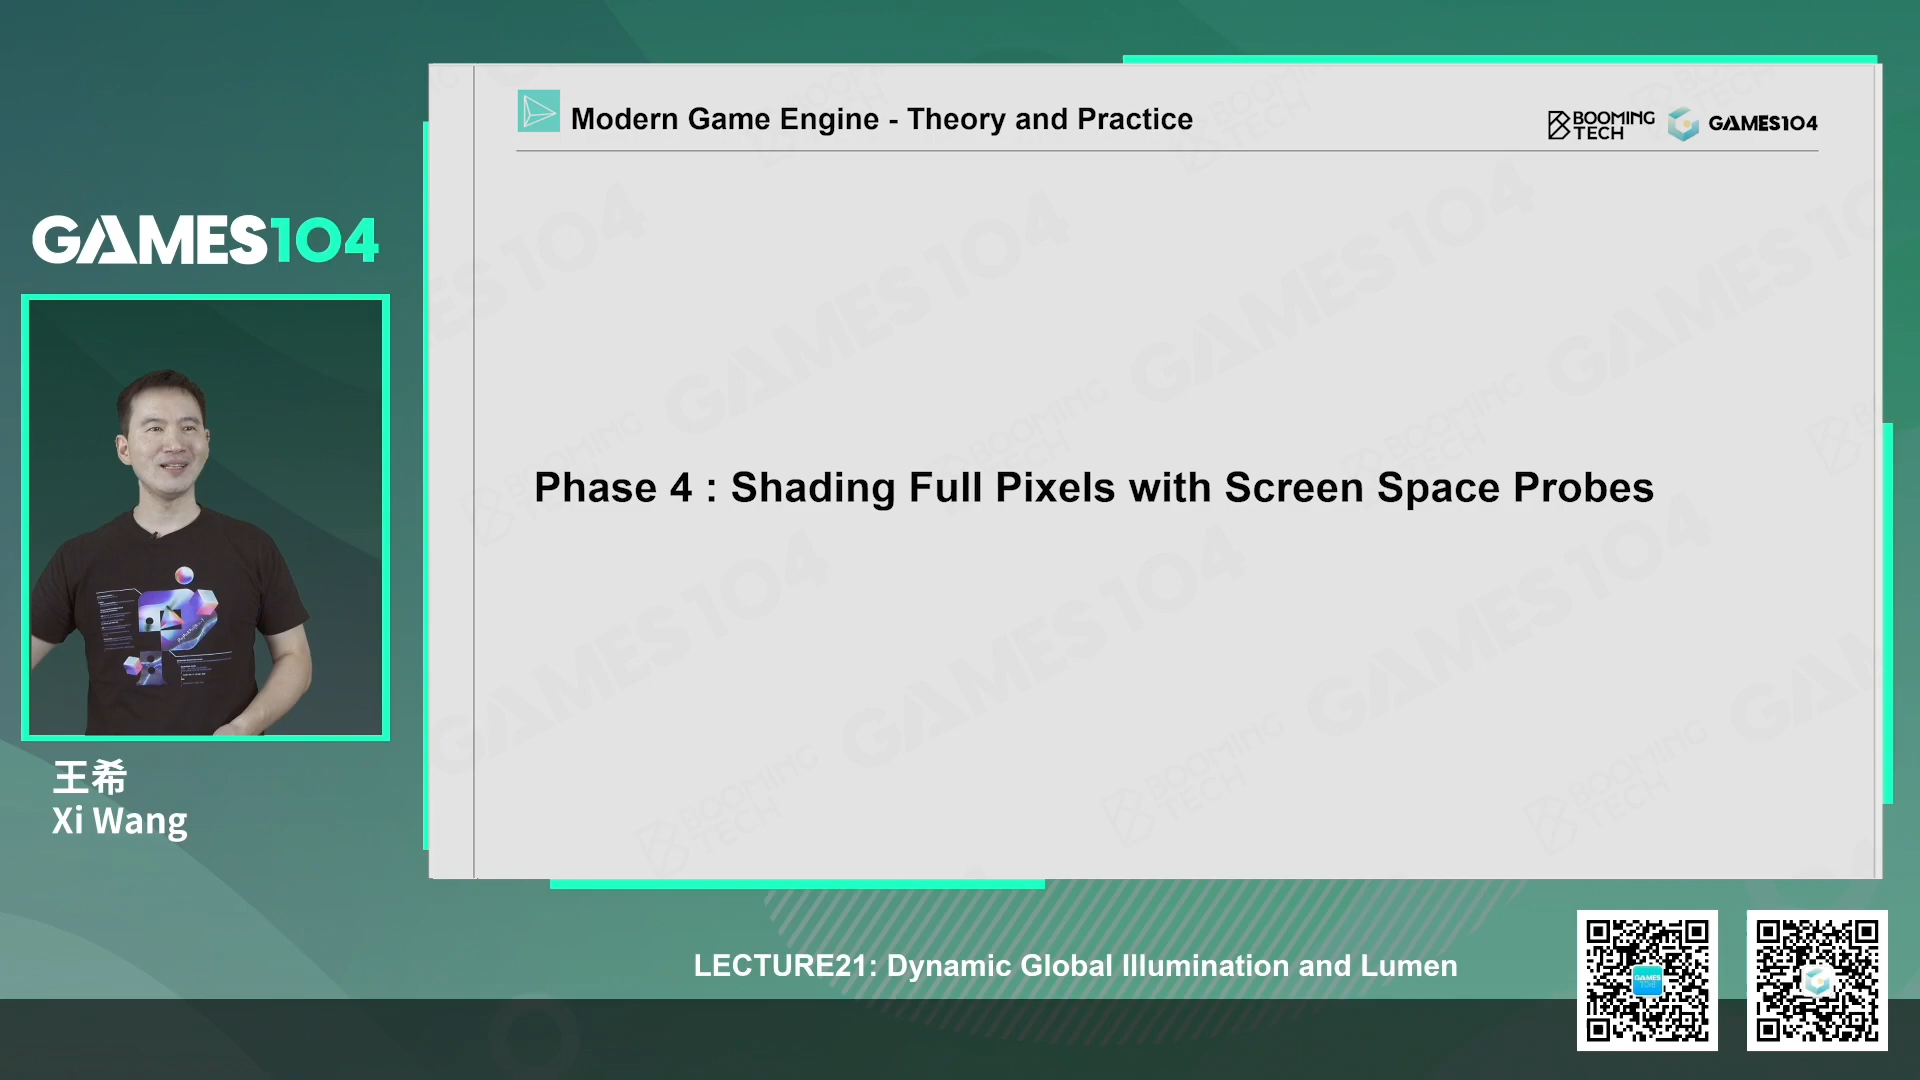 Modern Game Engine - Theory and Practice
BOOMING
TECH
GAMES104
GAMES104
Phase 4 : Shading Full Pixels with Screen Space Probes
王希
Xi Wang
LECTURE21: Dynamic Global Illumination and Lumen